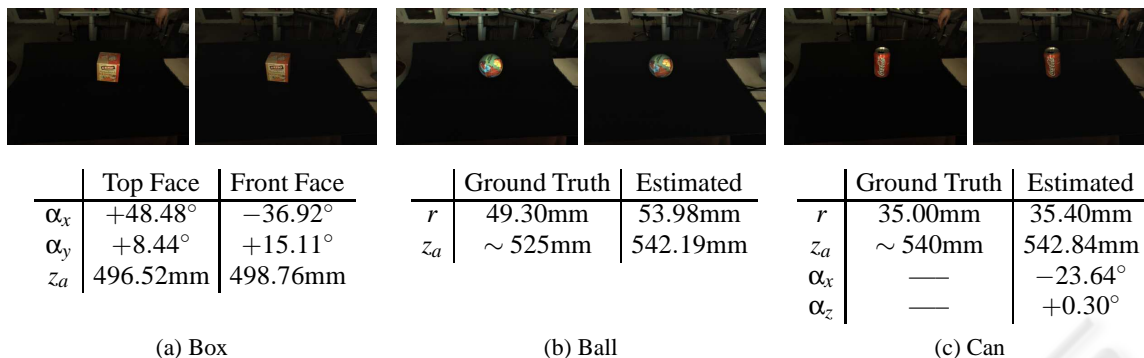 Top Face Front Face
αx +48.48° −36.92°
αy +8.44° +15.11°
za 496.52mm 498.76mm
(a) Box
Ground Truth Estimated
r 49.30mm 53.98mm
za ∼ 525mm 542.19mm
(b) Ball
Ground Truth Estimated
r 35.00mm 35.40mm
za ∼ 540mm 542.84mm
αx — −23.64°
αz — +0.30°
(c) Can